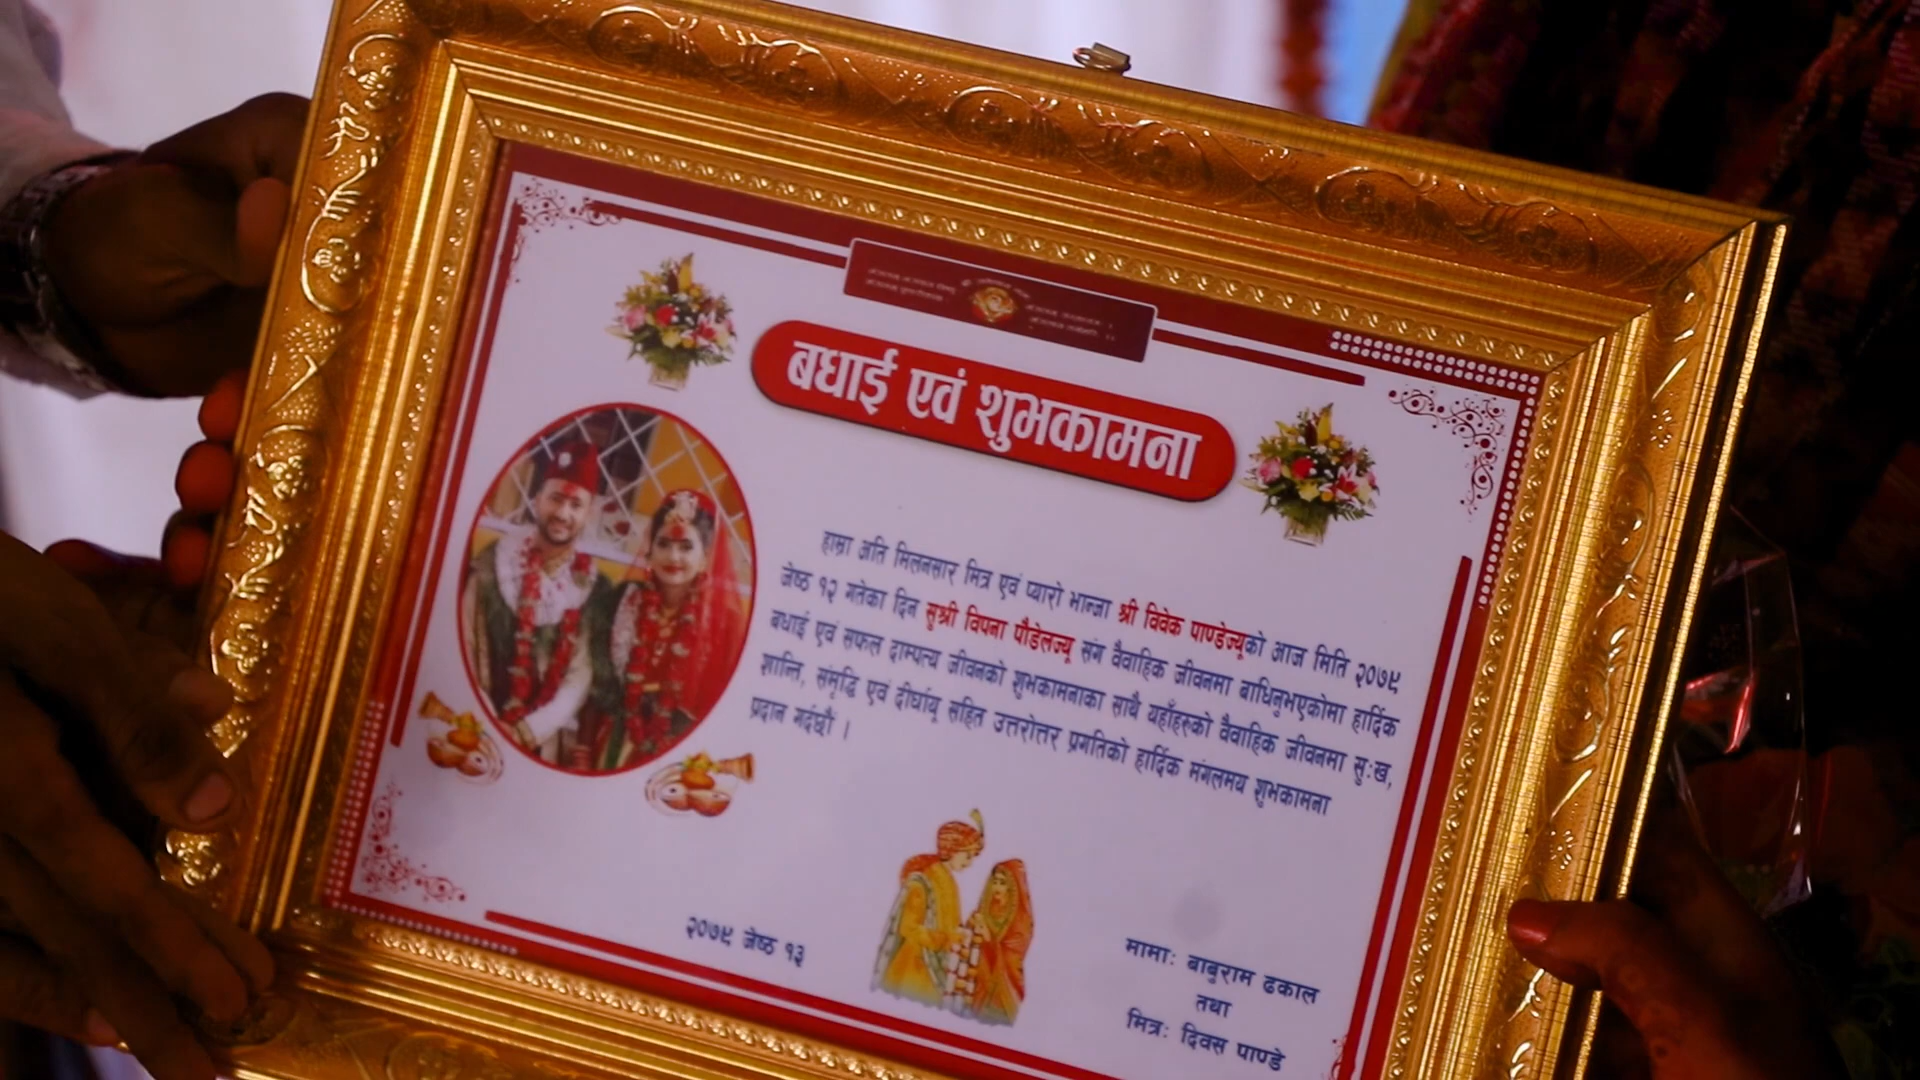 बधाई एवं शुभकामना
हाम्रा अति मिलनसार मित्र एवं प्यारो भान्जा श्री विवेक पाण्डेज्यूको आज मिति २०७९
जेष्ठ १२ गतेका दिन सुश्री विपना पौडेलज्यू संग वैवाहिक जीवनमा बाधिनुभएकोमा हार्दिक
बधाई एवं सफल दाम्पत्य जीवनको शुभकामनाका साथै यहाँहरुको वैवाहिक जीवनमा सुःख,
शान्ति, संमृद्धि एवं दीर्घायू सहित उत्तरोत्तर प्रगतिको हार्दिक मंगलमय शुभकामना
प्रदान गर्दछौं ।
२०७९ जेष्ठ १३
मामाः बाबुराम ढकाल
तथा
मित्रः दिवस पाण्डे